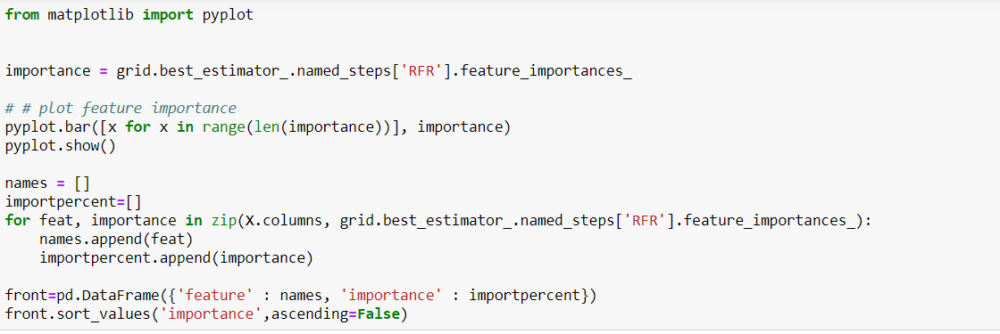 from matplotlib import pyplot
importance = grid.best_estimator_.named_steps['RFR'].feature_importances_
# # plot feature importance
pyplot.bar([x for x in range(len(importance))], importance)
pyplot.show()
names = []
importpercent=[]
for feat, importance in zip(X.columns, grid.best_estimator_.named_steps['RFR'].feature_importances_):
    names.append(feat)
    importpercent.append(importance)
front=pd.DataFrame({'feature' : names, 'importance' : importpercent})
front.sort_values('importance',ascending=False)